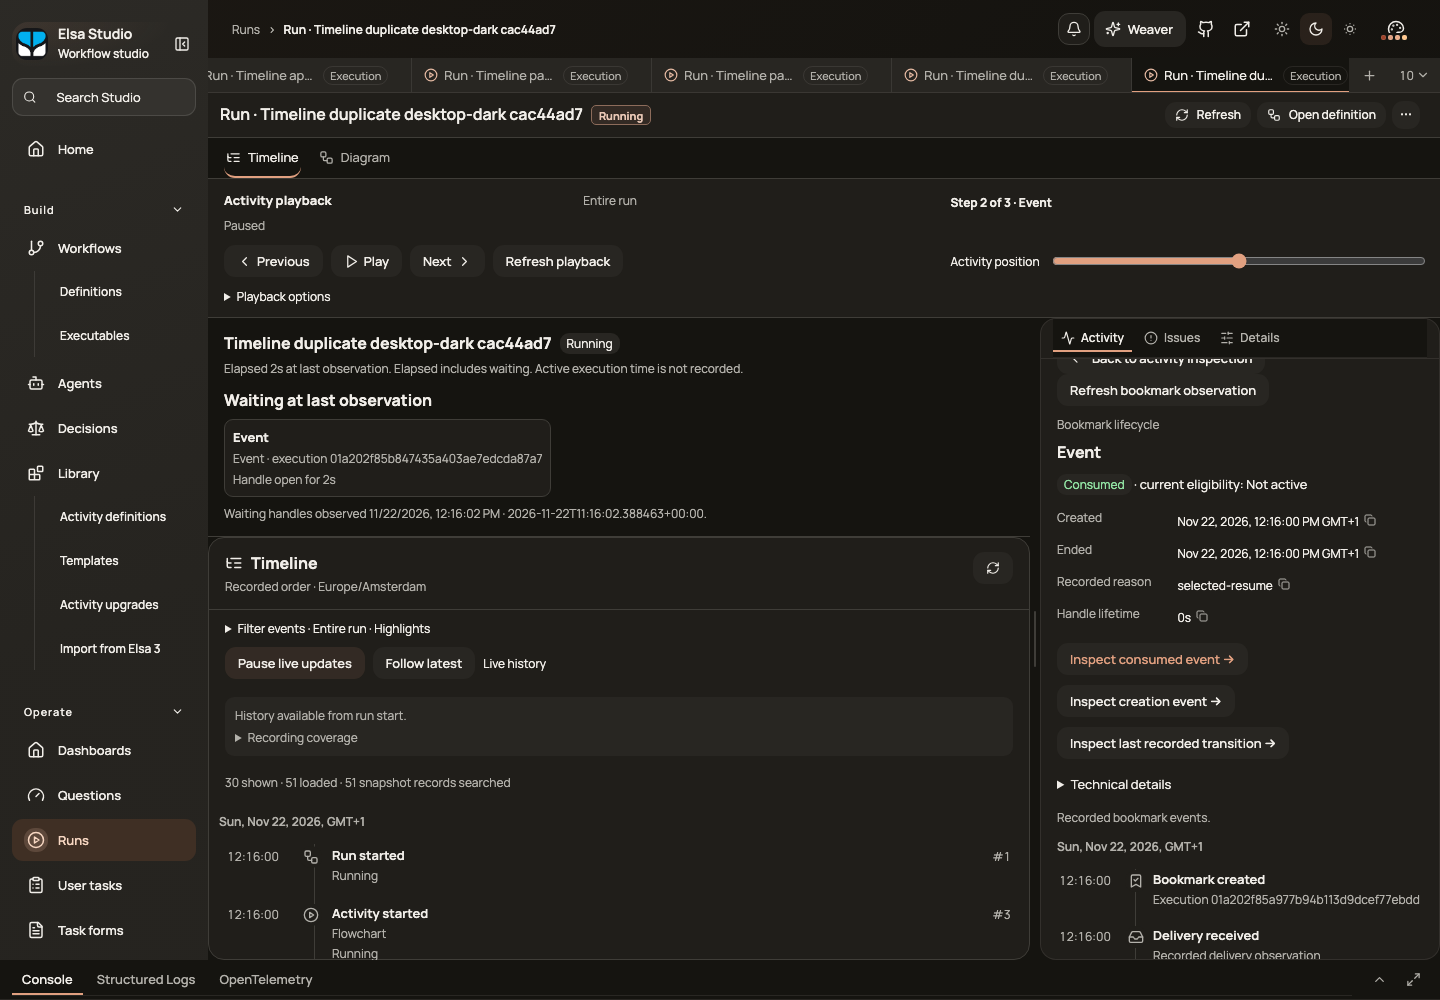 Elsa Studio
Workflow studio
Search Studio
Home
Build
Workflows
Definitions
Executables
Agents
Decisions
Library
Activity definitions
Templates
Activity upgrades
Import from Elsa 3
Operate
Dashboards
Questions
Runs
User tasks
Task forms
Runs › Run · Timeline duplicate desktop-dark cac44ad7
Weaver
Run · Timeline ap... Execution
Run · Timeline pa... Execution
Run · Timeline pa... Execution
Run · Timeline du... Execution
Run · Timeline du... Execution
10
Run · Timeline duplicate desktop-dark cac44ad7 Running
Refresh
Open definition
Timeline
Diagram
Activity playback
Entire run
Step 2 of 3 · Event
Paused
Previous
Play
Next
Refresh playback
Activity position
Playback options
Timeline duplicate desktop-dark cac44ad7 Running
Elapsed 2s at last observation. Elapsed includes waiting. Active execution time is not recorded.
Waiting at last observation
Event
Event · execution 01a202f85b847435a403ae7edcda87a7
Handle open for 2s
Waiting handles observed 11/22/2026, 12:16:02 PM · 2026-11-22T11:16:02.388463+00:00.
Timeline
Recorded order · Europe/Amsterdam
Filter events · Entire run · Highlights
Pause live updates
Follow latest
Live history
History available from run start.
Recording coverage
30 shown · 51 loaded · 51 snapshot records searched
Sun, Nov 22, 2026, GMT+1
12:16:00 Run started #1
Running
12:16:00 Activity started #3
Flowchart
Running
Activity
Issues
Details
Back to activity inspection
Refresh bookmark observation
Bookmark lifecycle
Event
Consumed · current eligibility: Not active
Created Nov 22, 2026, 12:16:00 PM GMT+1
Ended Nov 22, 2026, 12:16:00 PM GMT+1
Recorded reason selected-resume
Handle lifetime 0s
Inspect consumed event →
Inspect creation event →
Inspect last recorded transition →
Technical details
Recorded bookmark events.
Sun, Nov 22, 2026, GMT+1
12:16:00 Bookmark created
Execution 01a202f85a977b94b113d9dcef77ebdd
12:16:00 Delivery received
Recorded delivery observation
Console
Structured Logs
OpenTelemetry